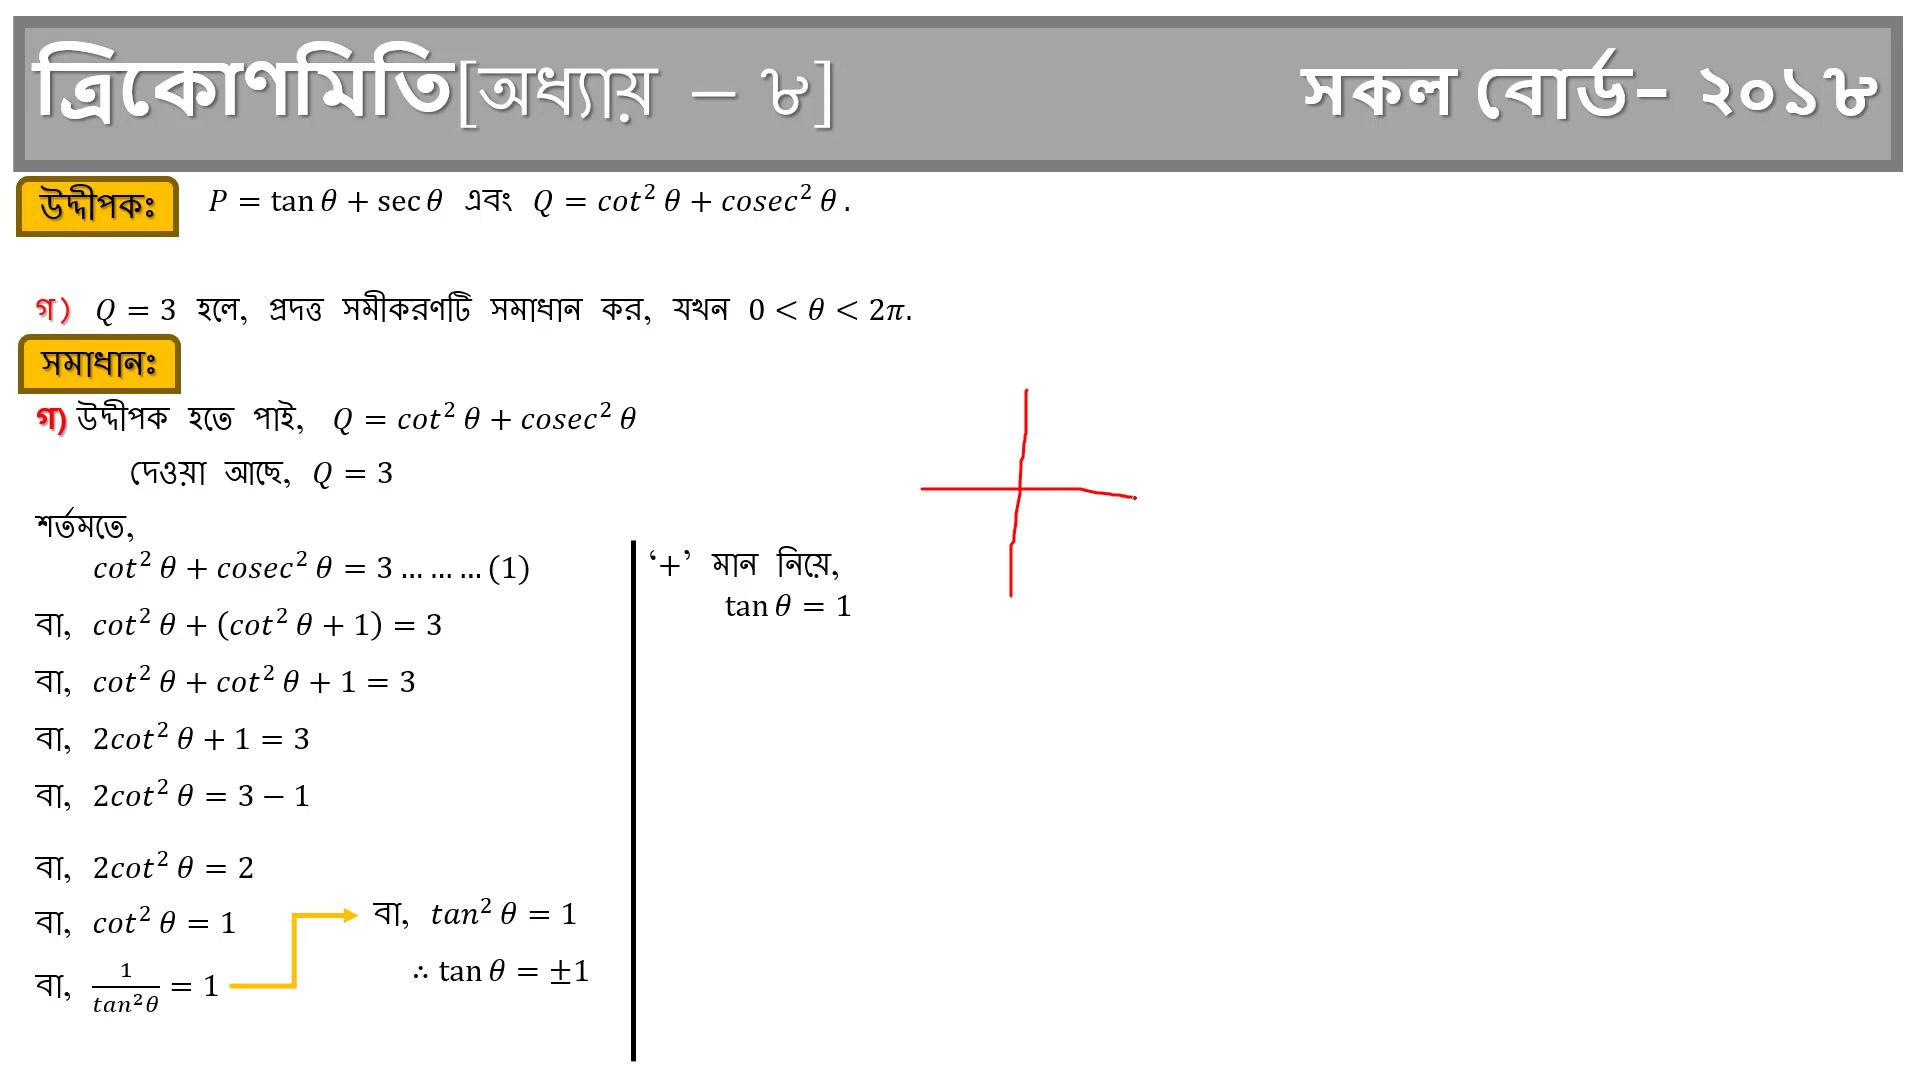 ত্রিকোণমিতি[অধ্যায় – ৮] সকল বোর্ড– ২০১৮
উদ্দীপকঃ P = tan θ + sec θ এবং Q = cot² θ + cosec² θ .
গ) Q = 3 হলে, প্রদত্ত সমীকরণটি সমাধান কর, যখন 0 < θ < 2π.
সমাধানঃ
গ) উদ্দীপক হতে পাই, Q = cot² θ + cosec² θ
দেওয়া আছে, Q = 3
শর্তমতে,
cot² θ + cosec² θ = 3 … … … (1)
বা, cot² θ + (cot² θ + 1) = 3
বা, cot² θ + cot² θ + 1 = 3
বা, 2cot² θ + 1 = 3
বা, 2cot² θ = 3 − 1
বা, 2cot² θ = 2
বা, cot² θ = 1
বা, 1/tan²θ = 1
বা, tan² θ = 1
∴ tan θ = ±1
‘+’ মান নিয়ে,
tan θ = 1